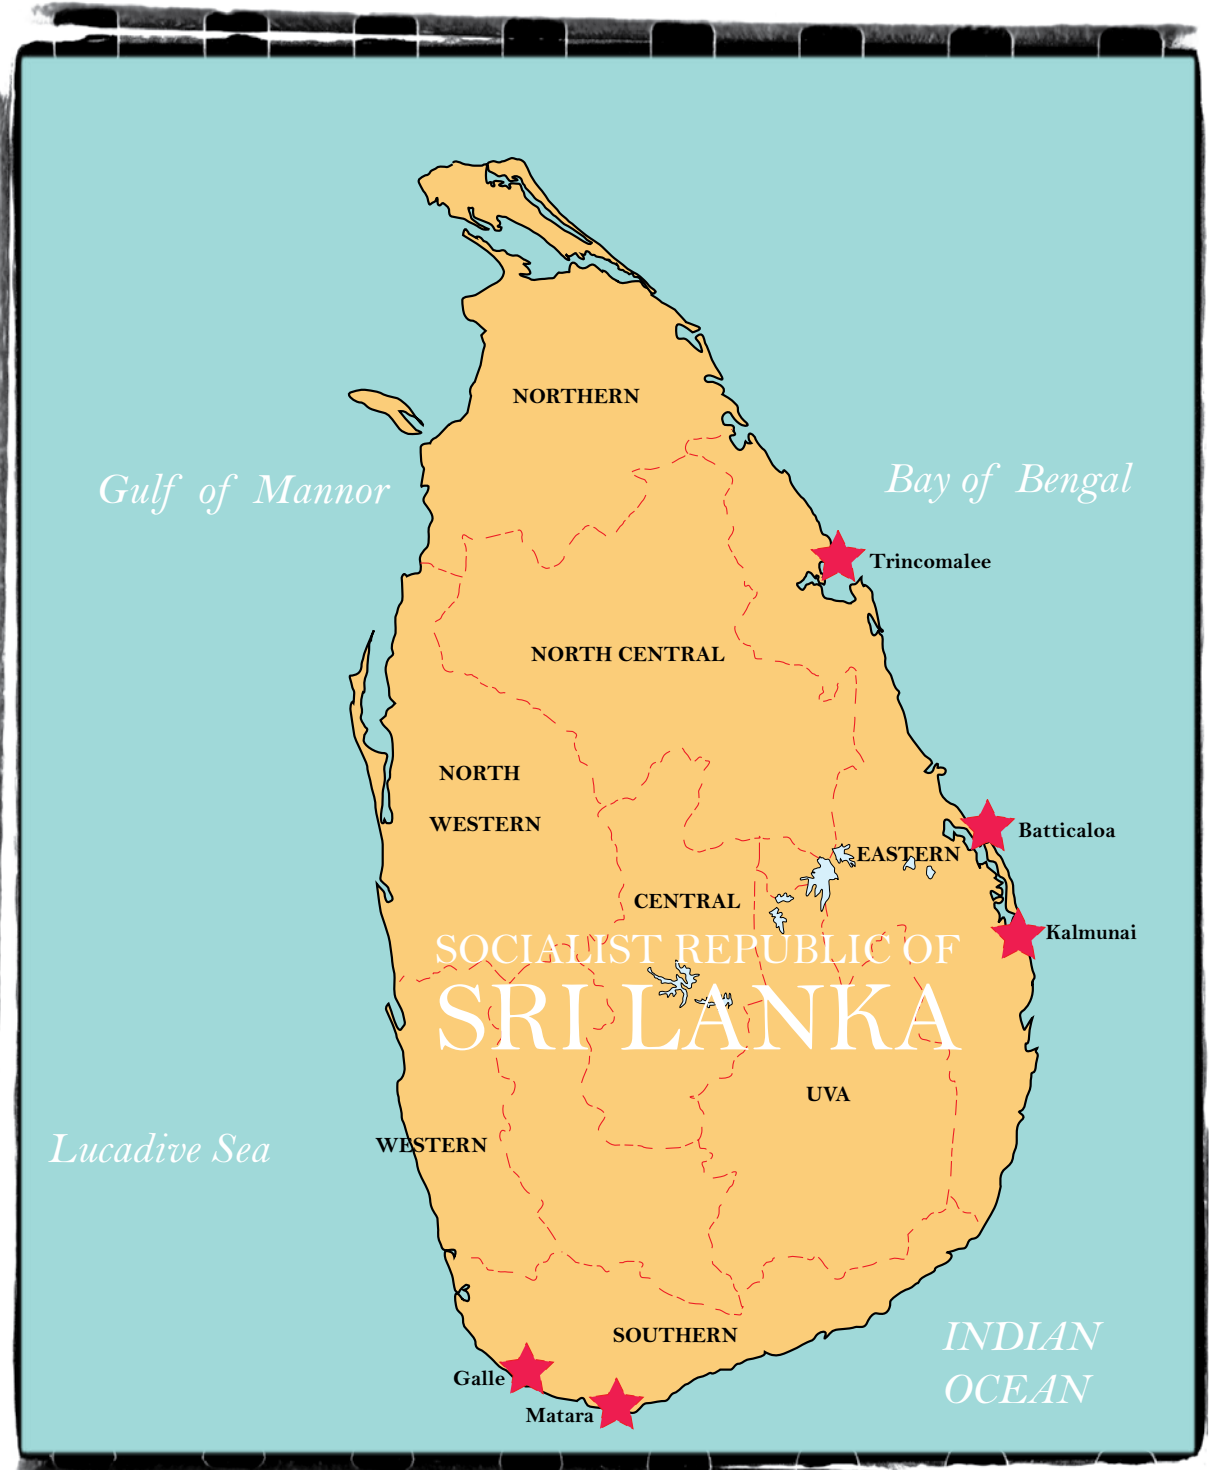 NORTHERN
Gulf of Mannor
Bay of Bengal
Trincomalee
NORTH CENTRAL
NORTH
WESTERN
Batticaloa
EASTERN
CENTRAL
Kalmunai
SOCIALIST REPUBLIC OF
SRI LANKA
UVA
WESTERN
Lucadive Sea
SOUTHERN
INDIAN
OCEAN
Galle
Matara